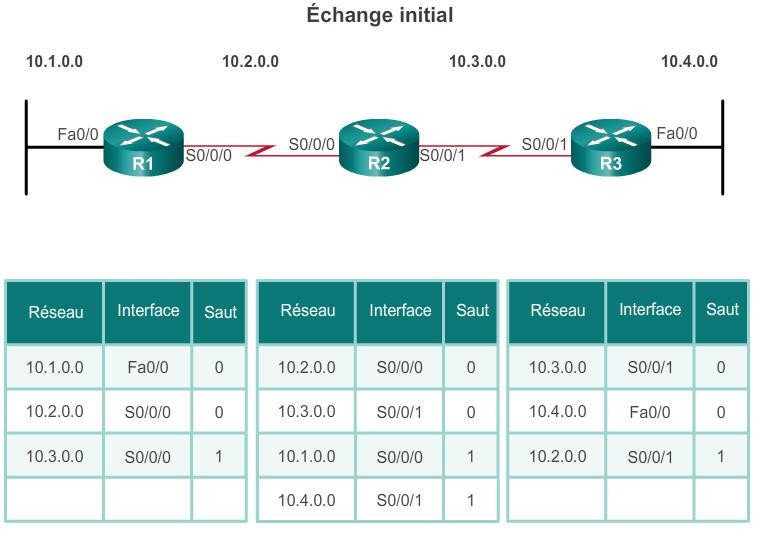 Échange initial
10.1.0.0 10.2.0.0 10.3.0.0 10.4.0.0
Fa0/0 R1 S0/0/0 S0/0/0 R2 S0/0/1 S0/0/1 R3 Fa0/0
Réseau Interface Saut
10.1.0.0 Fa0/0 0
10.2.0.0 S0/0/0 0
10.3.0.0 S0/0/0 1
Réseau Interface Saut
10.2.0.0 S0/0/0 0
10.3.0.0 S0/0/1 0
10.1.0.0 S0/0/0 1
10.4.0.0 S0/0/1 1
Réseau Interface Saut
10.3.0.0 S0/0/1 0
10.4.0.0 Fa0/0 0
10.2.0.0 S0/0/1 1